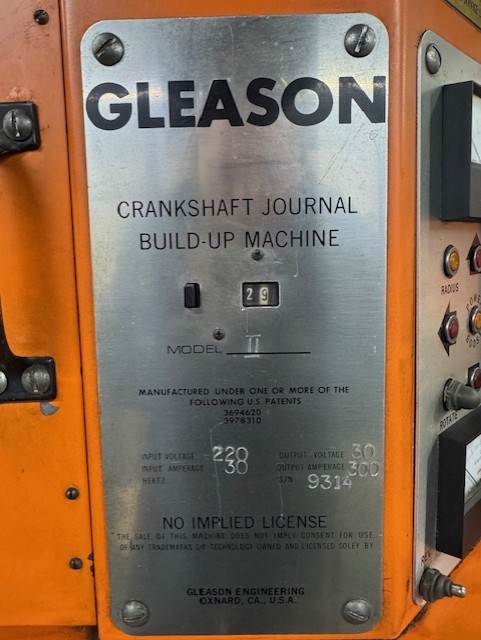 GLEASON
CRANKSHAFT JOURNAL
BUILD-UP MACHINE
29
MODEL II
MANUFACTURED UNDER ONE OR MORE OF THE
FOLLOWING U.S. PATENTS
3694620
3978310
INPUT VOLTAGE 220 OUTPUT VOLTAGE 30
INPUT AMPERAGE 30 OUTPUT AMPERAGE 300
HERTZ S/N 9314
NO IMPLIED LICENSE
THE SALE OF THIS MACHINE DOES NOT IMPLY CONSENT FOR USE
OF ANY TRADEMARKS OR TECHNOLOGY OWNED AND LICENSED SOLEY BY
GLEASON ENGINEERING
OXNARD, CA., U.S.A.
RADIUS
POWER
BOOST
ROTATE